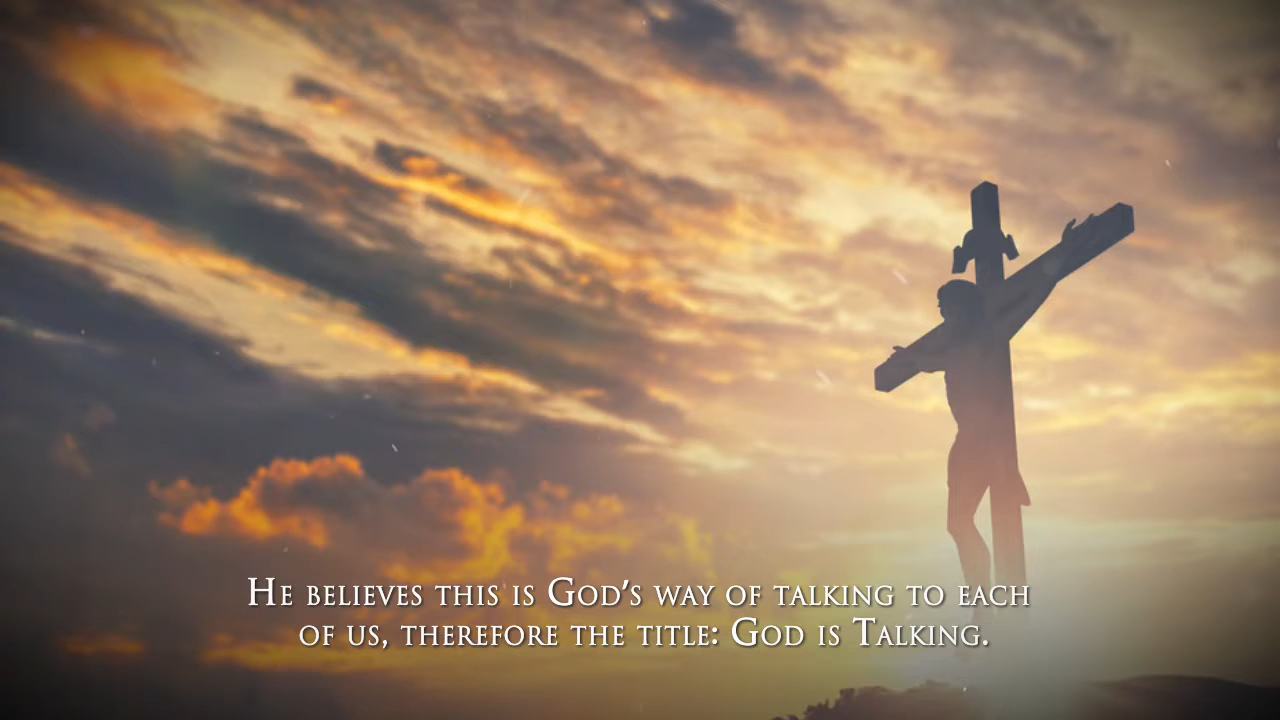 He believes this is God's way of talking to each
of us, therefore the title: God is Talking.